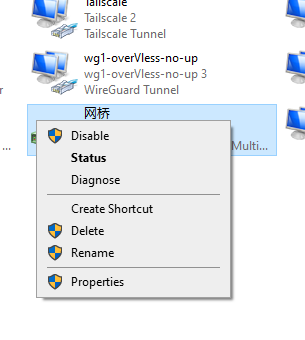 Tailscale
Tailscale 2
Tailscale Tunnel
wg1-overVless-no-up
wg1-overVless-no-up 3
WireGuard Tunnel
网桥
Multi...
Disable
Status
Diagnose
Create Shortcut
Delete
Rename
Properties